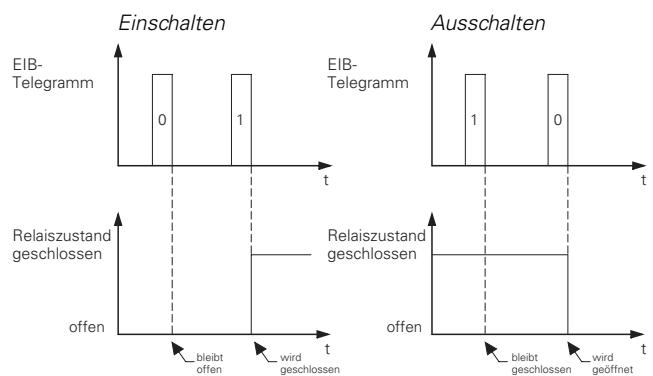 Einschalten
EIB-
Telegramm
0
1
t
Relaiszustand
geschlossen
offen
t
bleibt
offen
wird
geschlossen
Ausschalten
EIB-
Telegramm
1
0
t
Relaiszustand
geschlossen
offen
t
bleibt
geschlossen
wird
geöffnet